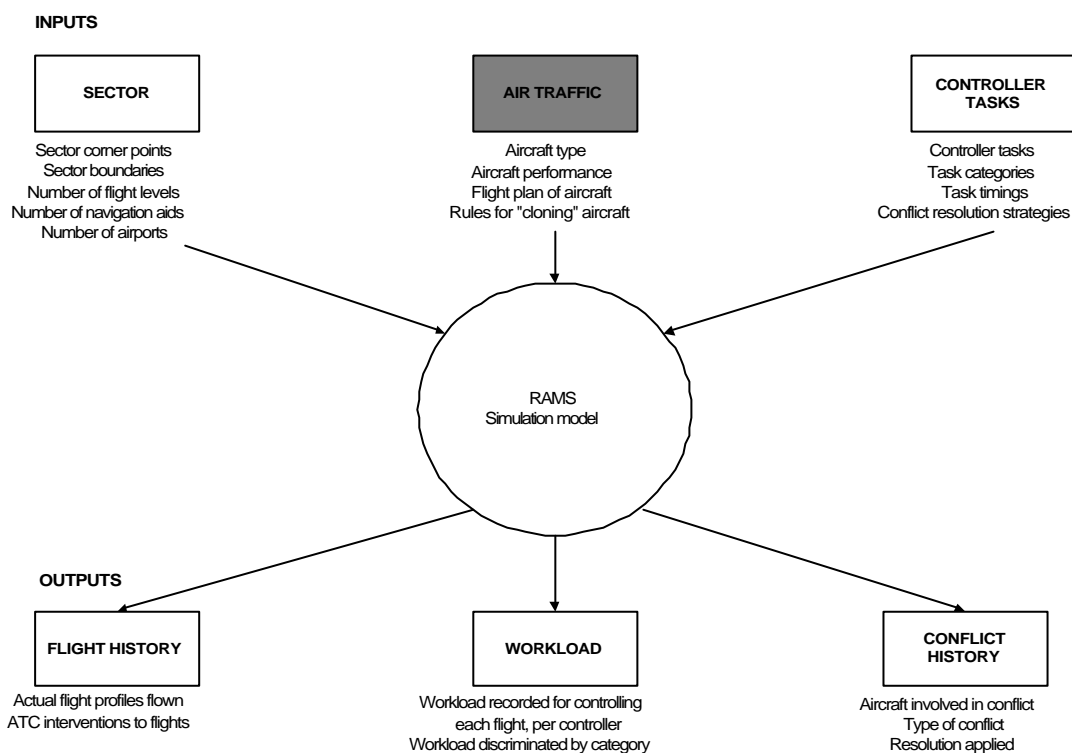 INPUTS
SECTOR
Sector corner points
Sector boundaries
Number of flight levels
Number of navigation aids
Number of airports
AIR TRAFFIC
Aircraft type
Aircraft performance
Flight plan of aircraft
Rules for "cloning" aircraft
CONTROLLER
TASKS
Controller tasks
Task categories
Task timings
Conflict resolution strategies
RAMS
Simulation model
OUTPUTS
FLIGHT HISTORY
Actual flight profiles flown
ATC interventions to flights
WORKLOAD
Workload recorded for controlling
each flight, per controller
Workload discriminated by category
CONFLICT
HISTORY
Aircraft involved in conflict
Type of conflict
Resolution applied